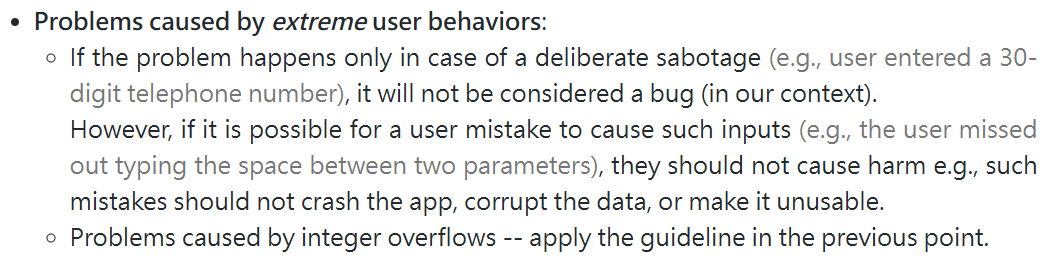 • Problems caused by extreme user behaviors:
◦ If the problem happens only in case of a deliberate sabotage (e.g., user entered a 30-
digit telephone number), it will not be considered a bug (in our context).
However, if it is possible for a user mistake to cause such inputs (e.g., the user missed
out typing the space between two parameters), they should not cause harm e.g., such
mistakes should not crash the app, corrupt the data, or make it unusable.
◦ Problems caused by integer overflows -- apply the guideline in the previous point.